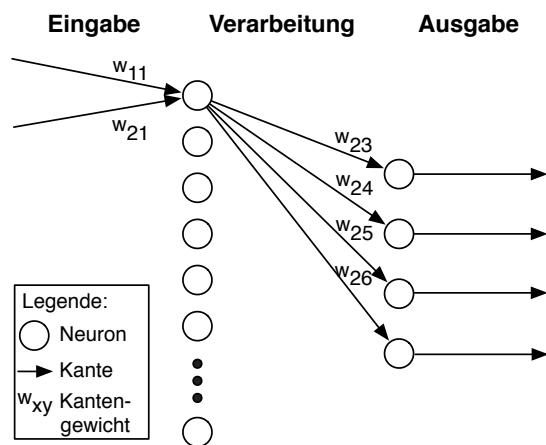 Eingabe Verarbeitung Ausgabe
w11
w21
w23
w24
w25
w26
Legende:
Neuron
Kante
wxy Kanten-
gewicht